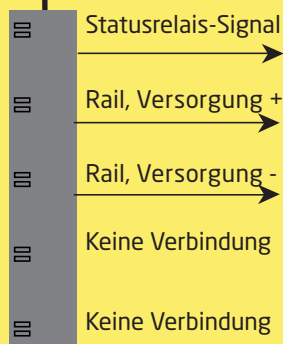 Statusrelais-Signal
Rail, Versorgung +
Rail, Versorgung -
Keine Verbindung
Keine Verbindung